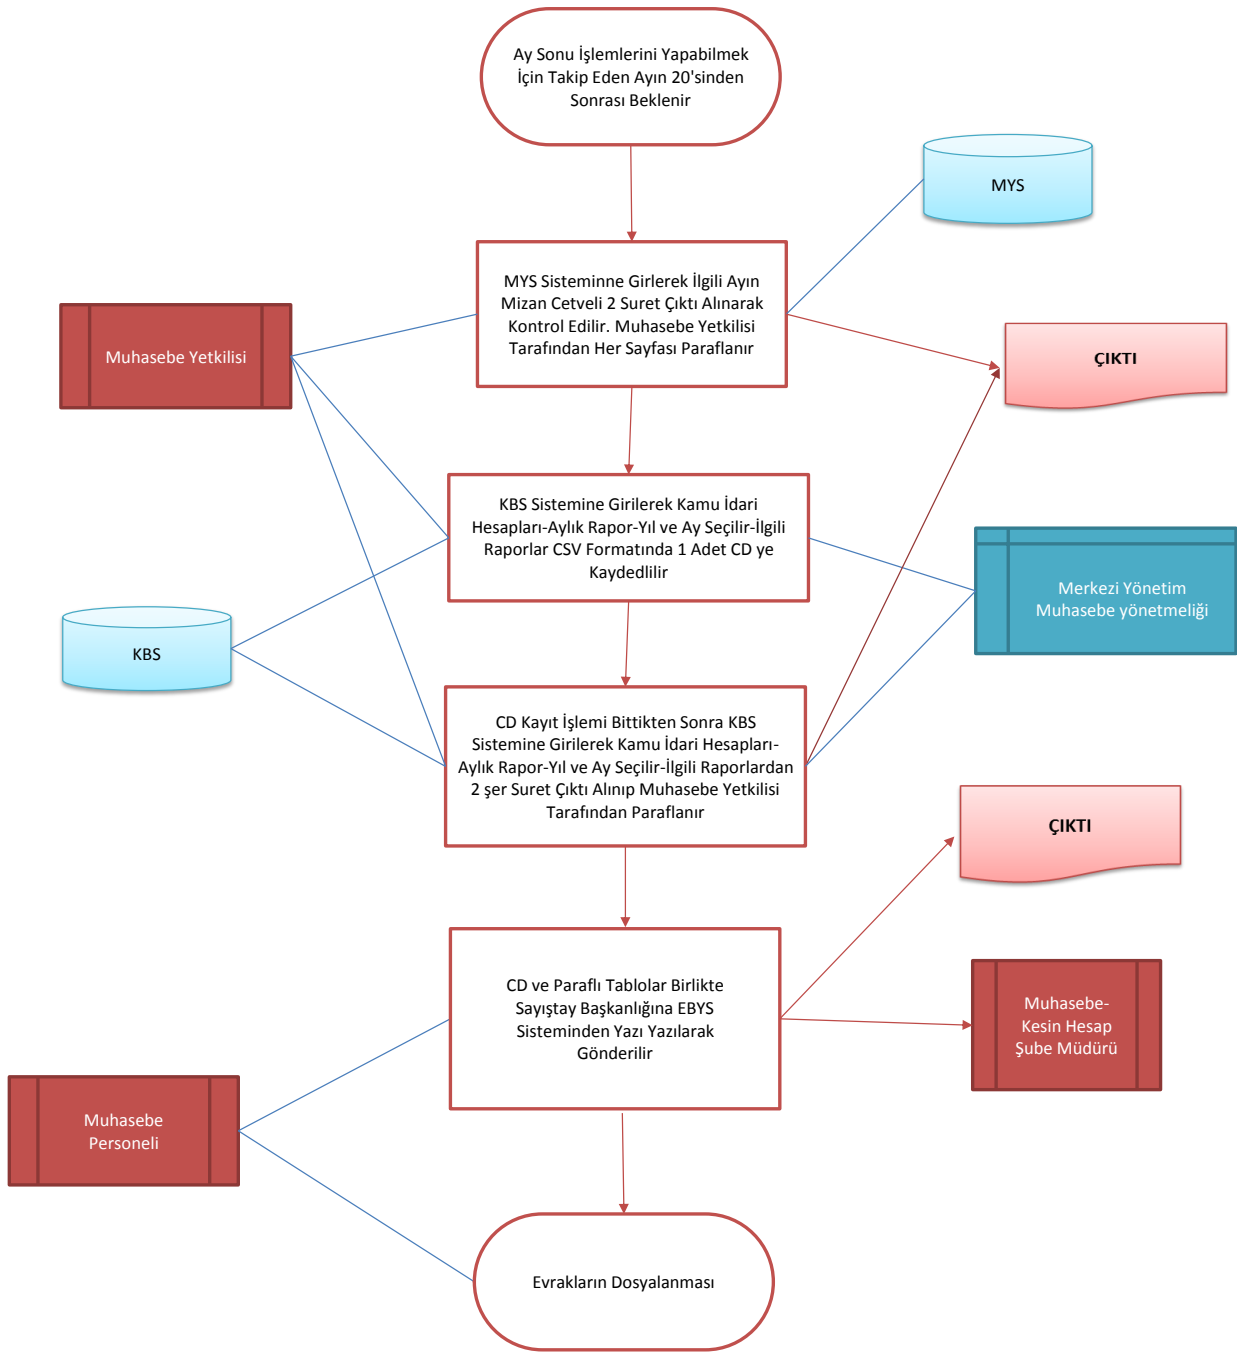 Ay Sonu İşlemlerini Yapabilmek
İçin Takip Eden Ayın 20'sinden
Sonrası Beklenir
MYS
MYS Sisteminne Girlerek İlgili Ayın
Mizan Cetveli 2 Suret Çıktı Alınarak
Kontrol Edilir. Muhasebe Yetkilisi
Tarafından Her Sayfası Paraflanır
Muhasebe Yetkilisi
ÇIKTI
KBS Sistemine Girilerek Kamu İdari
Hesapları-Aylık Rapor-Yıl ve Ay Seçilir-İlgili
Raporlar CSV Formatında 1 Adet CD ye
Kaydedlilir
Merkezi Yönetim
Muhasebe yönetmeliği
KBS
CD Kayıt İşlemi Bittikten Sonra KBS
Sistemine Girilerek Kamu İdari Hesapları-
Aylık Rapor-Yıl ve Ay Seçilir-İlgili Raporlardan
2 şer Suret Çıktı Alınıp Muhasebe Yetkilisi
Tarafından Paraflanır
ÇIKTI
CD ve Paraflı Tablolar Birlikte
Sayıştay Başkanlığına EBYS
Sisteminden Yazı Yazılarak
Gönderilir
Muhasebe-
Kesin Hesap
Şube Müdürü
Muhasebe
Personeli
Evrakların Dosyalanması